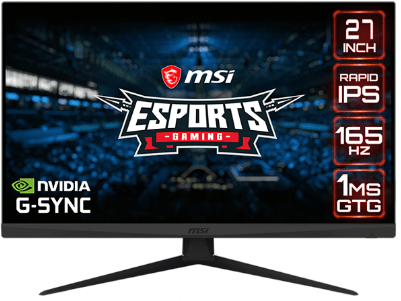 msi
ESPORTS
GAMING
NVIDIA
G-SYNC
27
INCH
RAPID
IPS
165
HZ
1MS
GTG
msi